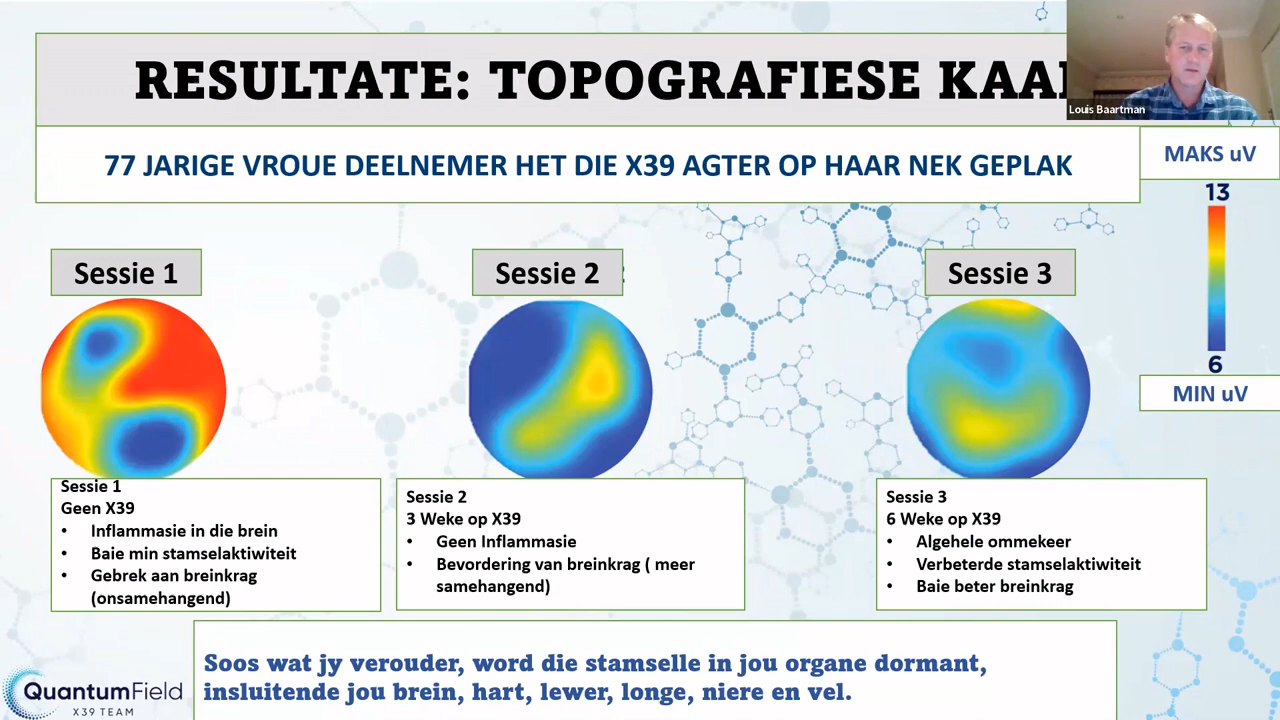 RESULTATE: TOPOGRAFIESE
Louis Baartman
77 JARIGE VROUE DEELNEMER HET DIE X39 AGTER OP HAAR NEK GEPLAK
MAKS uV
13
6
MIN uV
Sessie 1
Sessie 2
Sessie 3
Sessie 1
Geen X39
• Inflammasie in die brein
• Baie min stamselaktiwiteit
• Gebrek aan breinkrag
(onsamehangend)
Sessie 2
3 Weke op X39
• Geen Inflammasie
• Bevordering van breinkrag ( meer
samehangend)
Sessie 3
6 Weke op X39
• Algehele ommekeer
• Verbeterde stamselaktiwiteit
• Baie beter breinkrag
Soos wat jy verouder, word die stamselle in jou organe dormant,
insluitende jou brein, hart, lewer, longe, niere en vel.
QuantumField
X39 TEAM